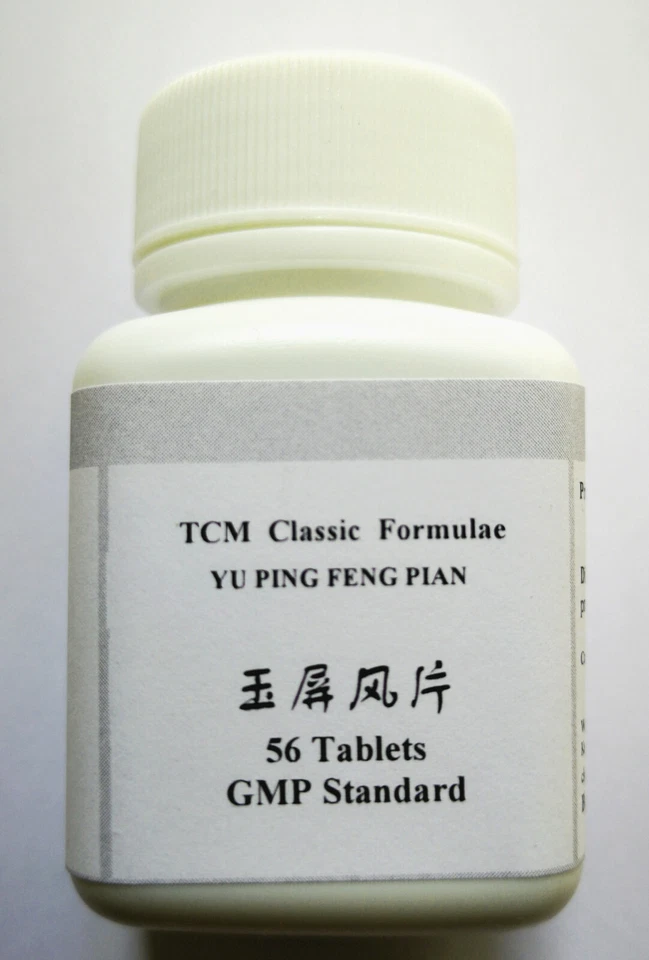 TCM Classic Formulae
YU PING FENG PIAN
玉屏风片
56 Tablets
GMP Standard